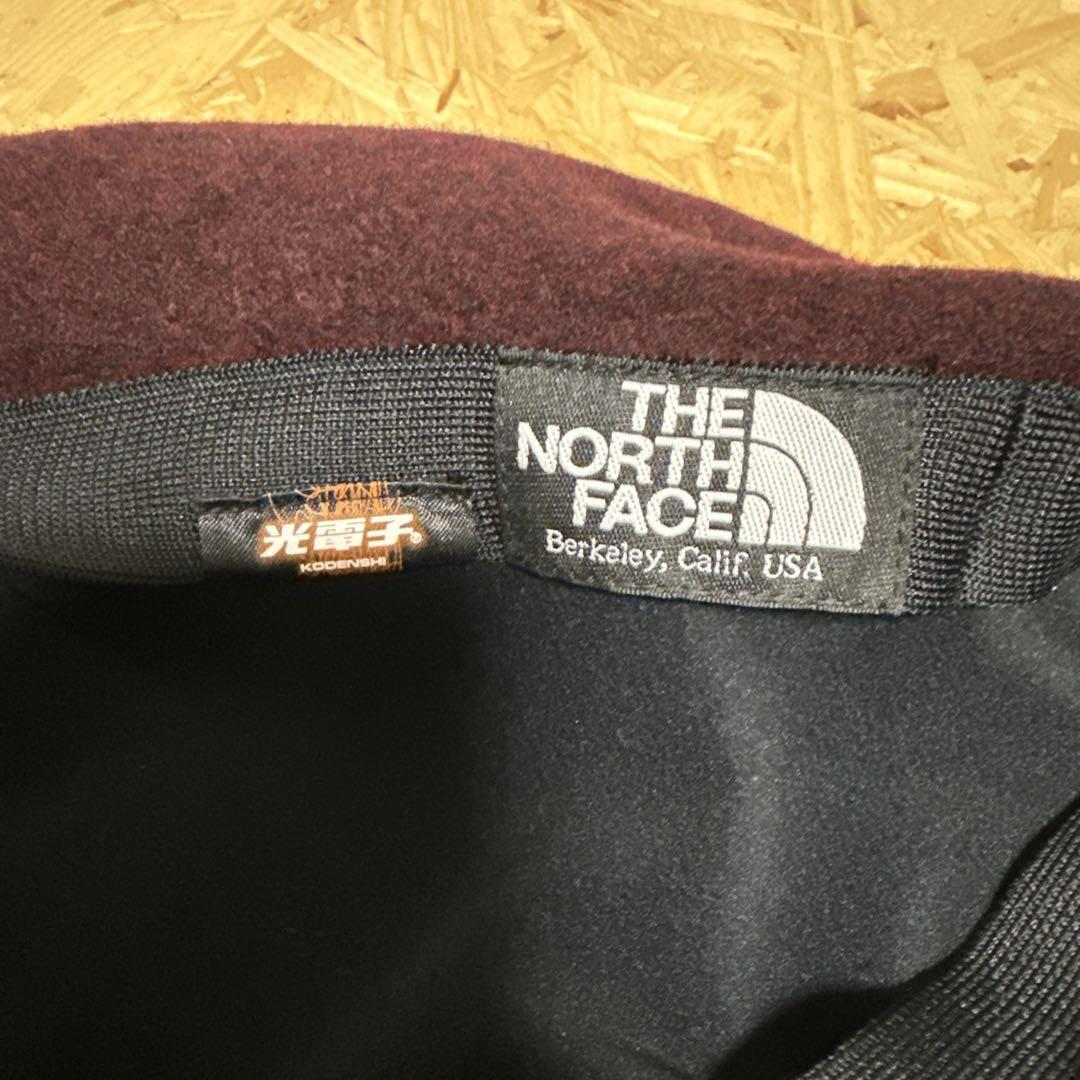 光電子®
KODENSHI
THE
NORTH
FACE
Berkeley, Calif. USA